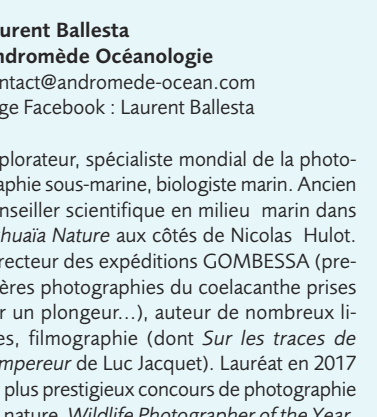 urent Ballesta
ndromède Océanologie
ntact@andromede-ocean.com
ge Facebook : Laurent Ballesta
plorateur, spécialiste mondial de la photo-
aphie sous-marine, biologiste marin. Ancien
nseiller scientifique en milieu marin dans
huaïa Nature aux côtés de Nicolas Hulot.
recteur des expéditions GOMBESSA (pre-
ères photographies du coelacanthe prises
r un plongeur…), auteur de nombreux li-
es, filmographie (dont Sur les traces de
mpereur de Luc Jacquet). Lauréat en 2017
plus prestigieux concours de photographie
nature, Wildlife Photographer of the Year.